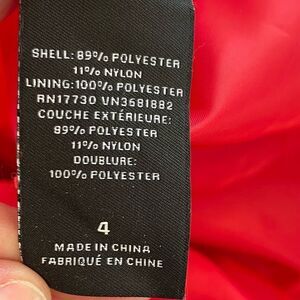 SHELL: 89% POLYESTER
11% NYLON
LINING: 100% POLYESTER
RN17730 VN3681882
COUCHE EXTÉRIEURE:
89% POLYESTER
11% NYLON
DOUBLURE:
100% POLYESTER
4
MADE IN CHINA
FABRIQUÉ EN CHINE